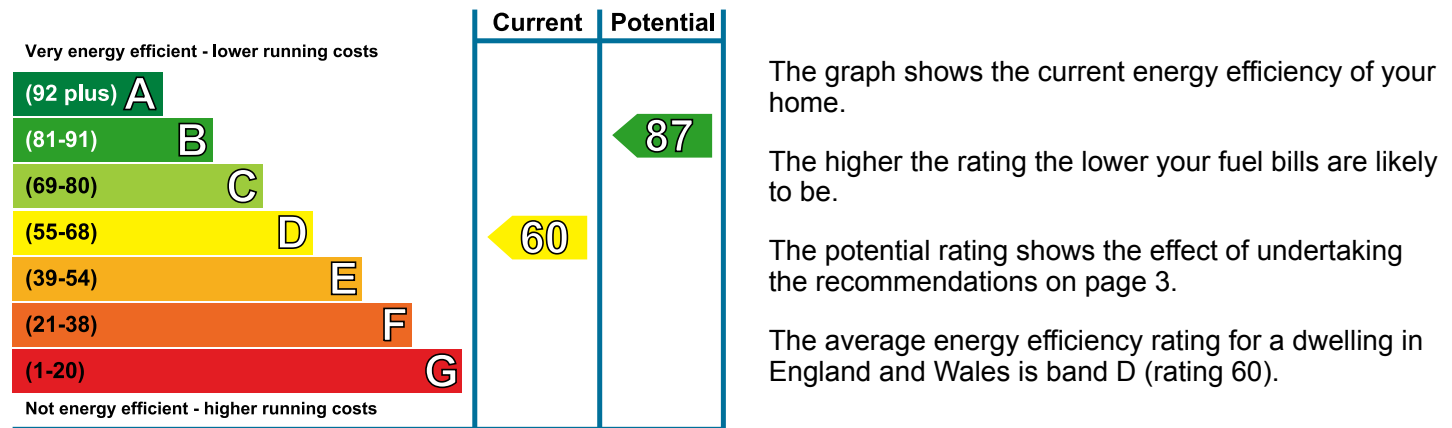 Current Potential
Very energy efficient - lower running costs
(92 plus) A
(81-91) B
87
(69-80) C
(55-68) D
60
(39-54) E
(21-38) F
(1-20) G
Not energy efficient - higher running costs
The graph shows the current energy efficiency of your
home.
The higher the rating the lower your fuel bills are likely
to be.
The potential rating shows the effect of undertaking
the recommendations on page 3.
The average energy efficiency rating for a dwelling in
England and Wales is band D (rating 60).